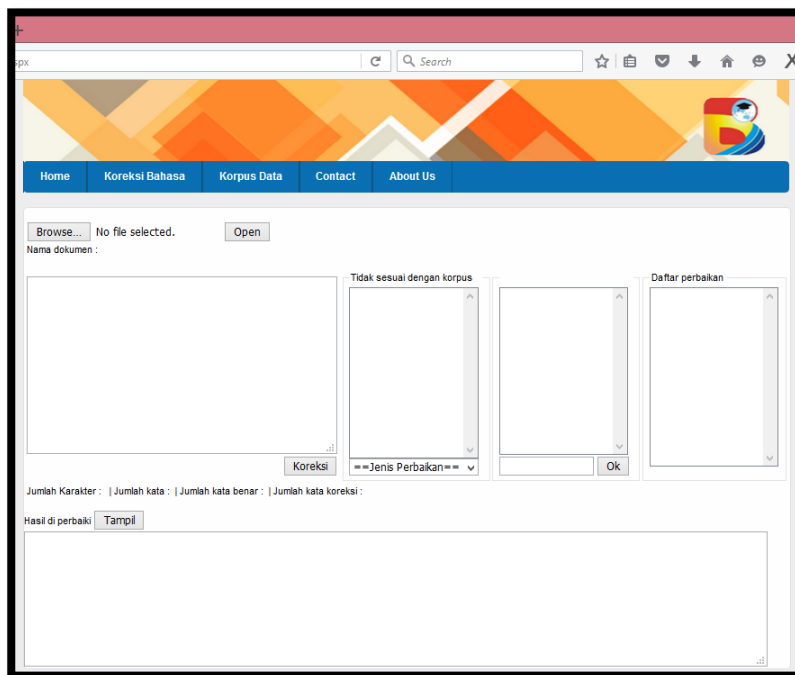 spx
Search
Home Koreksi Bahasa Korpus Data Contact About Us
Browse... No file selected. Open
Nama dokumen :
Tidak sesuai dengan korpus Daftar perbaikan
Koreksi ==Jenis Perbaikan== Ok
Jumlah Karakter : | Jumlah kata : | Jumlah kata benar : | Jumlah kata koreksi :
Hasil di perbaiki Tampil